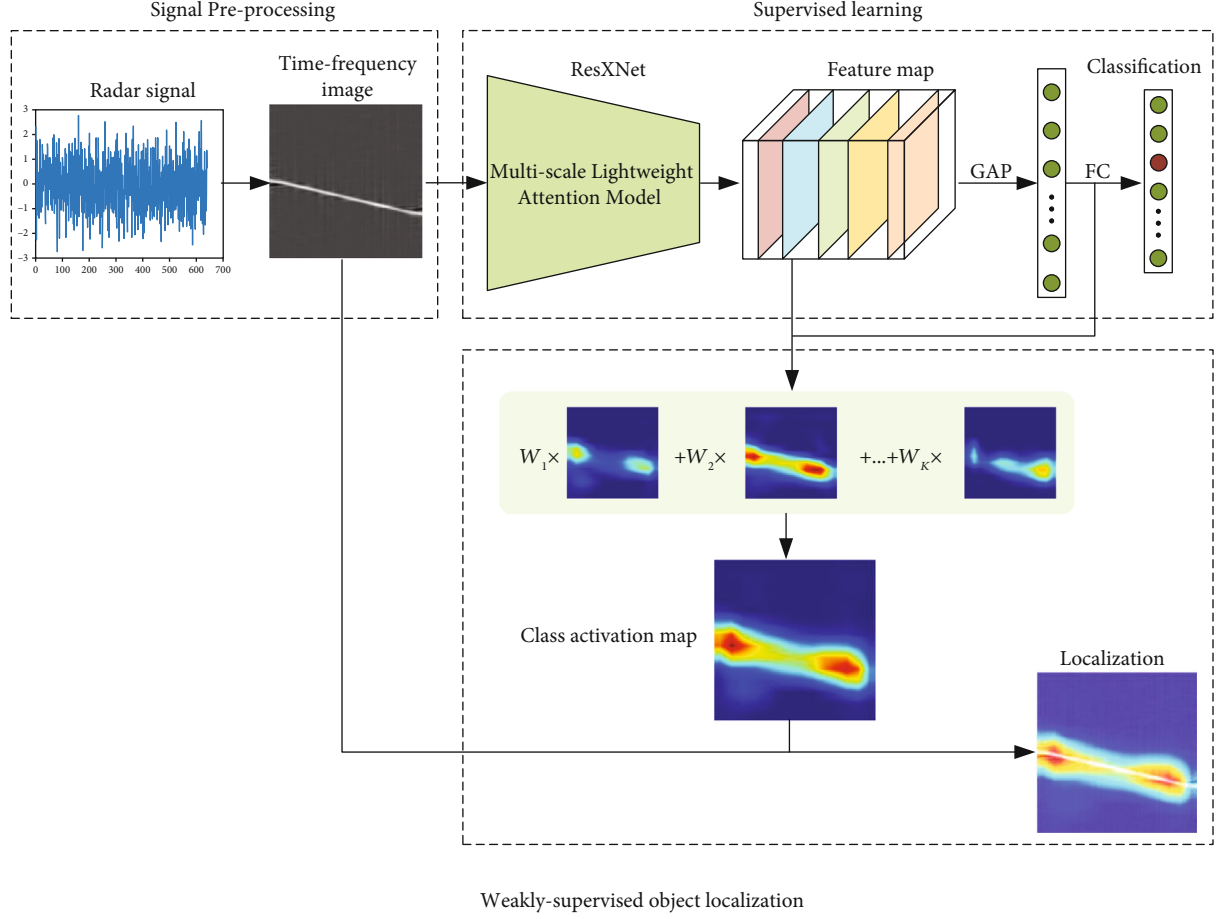 Signal Pre-processing
Supervised learning
Radar signal
3
2
1
0
−1
−2
−3
0 100 200 300 400 500 600 700
Time-frequency
image
ResXNet
Multi-scale Lightweight
Attention Model
Feature map
GAP
FC
Classification
W1× +W2× +...+WK×
Class activation map
Localization
Weakly-supervised object localization